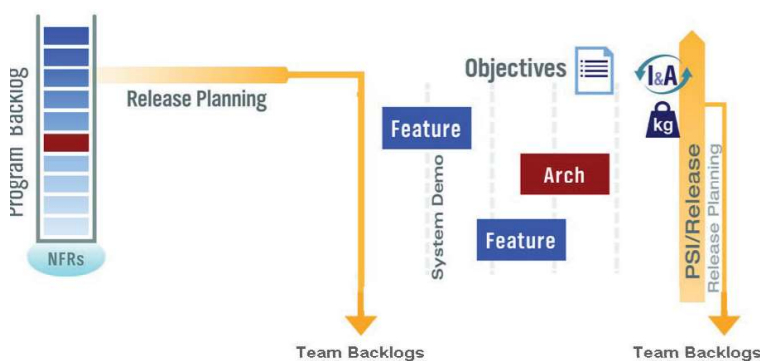 Program Backlog
NFRs
Release Planning
Team Backlogs
Objectives
I&A
kg
Feature
System Demo
Arch
Feature
PSI/Release
Release Planning
Team Backlogs